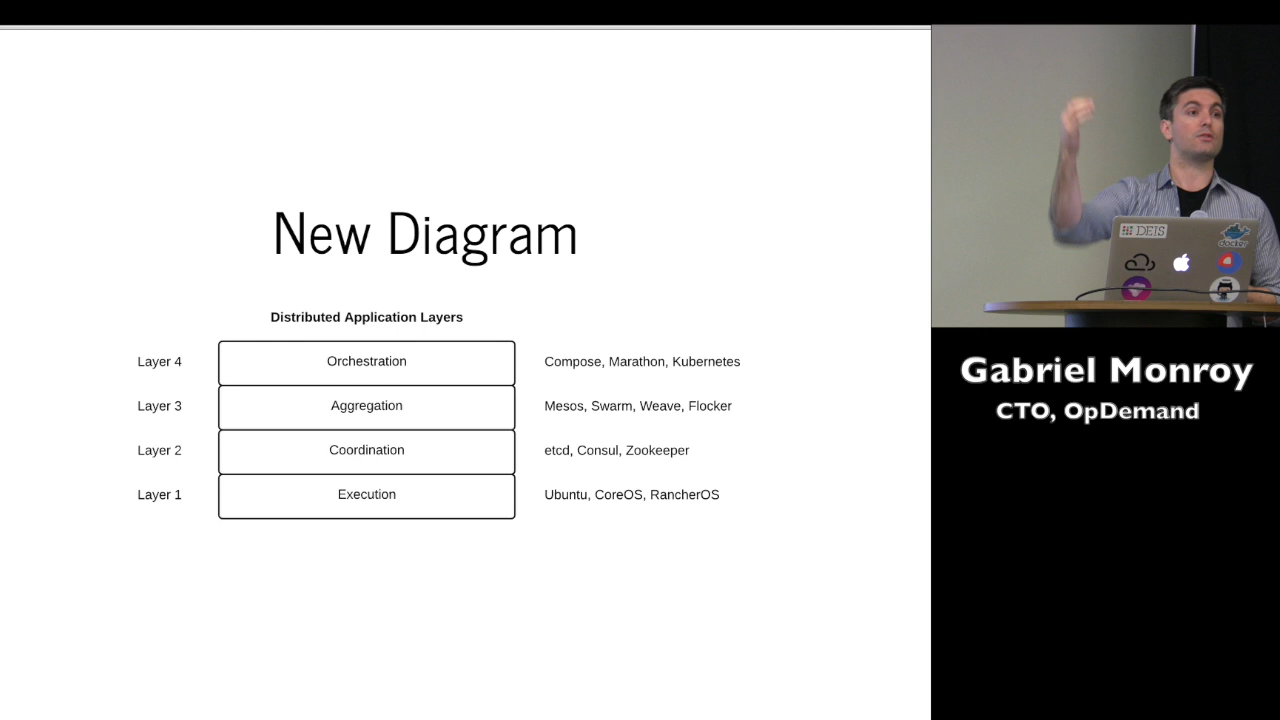 New Diagram
Distributed Application Layers
Layer 4 Orchestration Compose, Marathon, Kubernetes
Layer 3 Aggregation Mesos, Swarm, Weave, Flocker
Layer 2 Coordination etcd, Consul, Zookeeper
Layer 1 Execution Ubuntu, CoreOS, RancherOS
DEIS
docker
Gabriel Monroy
CTO, OpDemand